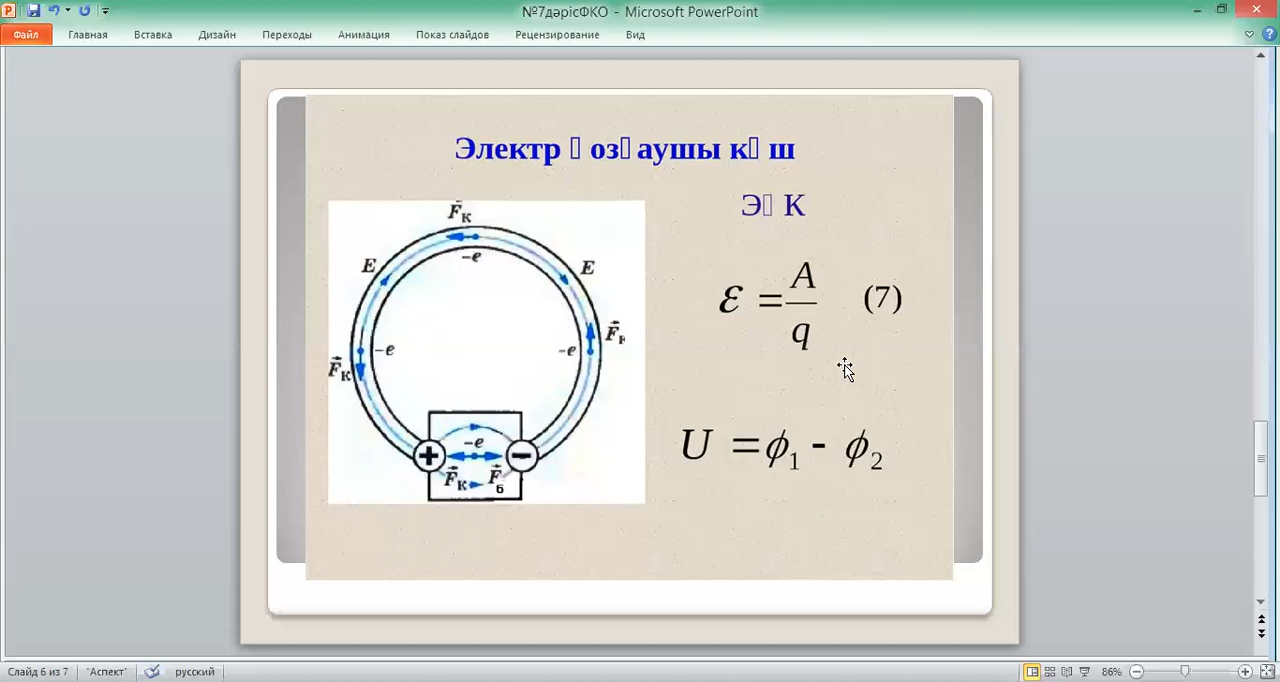 №7дәрісФКО - Microsoft PowerPoint
Файл Главная Вставка Дизайн Переходы Анимация Показ слайдов Рецензирование Вид
Электр қозғаушы күш
ЭҚК
ε = A/q (7)
U = ϕ₁ - ϕ₂
F⃗к
E E
-e
-e -e
F⃗к F⃗к
-e
+ −
F⃗к F⃗б
Слайд 6 из 7 "Аспект" русский 86%